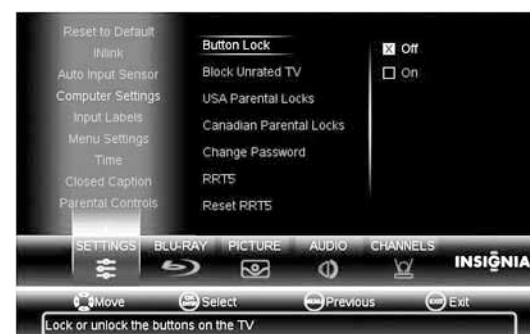 Reset to Default
INlink
Auto Input Sensor
Computer Settings
Input Labels
Menu Settings
Time
Closed Caption
Parental Controls
Button Lock
Block Unrated TV
USA Parental Locks
Canadian Parental Locks
Change Password
RRT5
Reset RRT5
Off
On
SETTINGS BLU-RAY PICTURE AUDIO CHANNELS
INSIGNIA
Move Select MENU Previous EXIT Exit
Lock or unlock the buttons on the TV